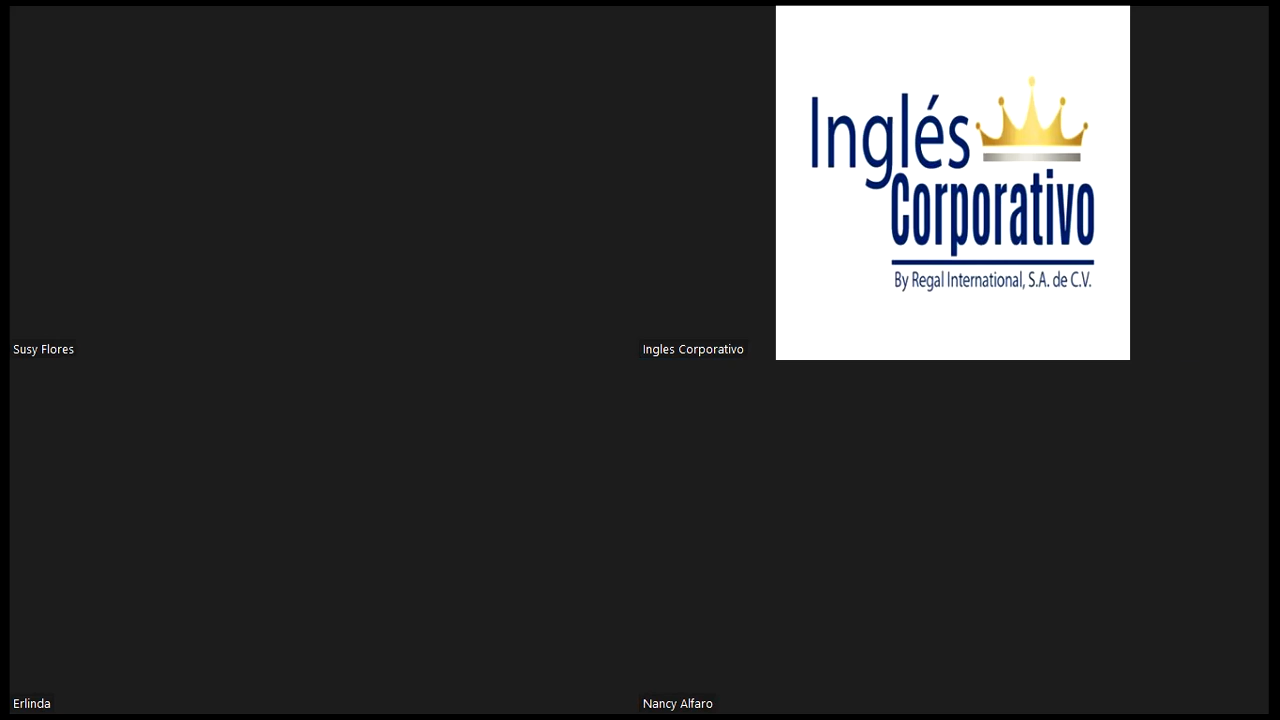 Inglés
Corporativo
By Regal International, S.A. de C.V.
Susy Flores
Ingles Corporativo
Erlinda
Nancy Alfaro